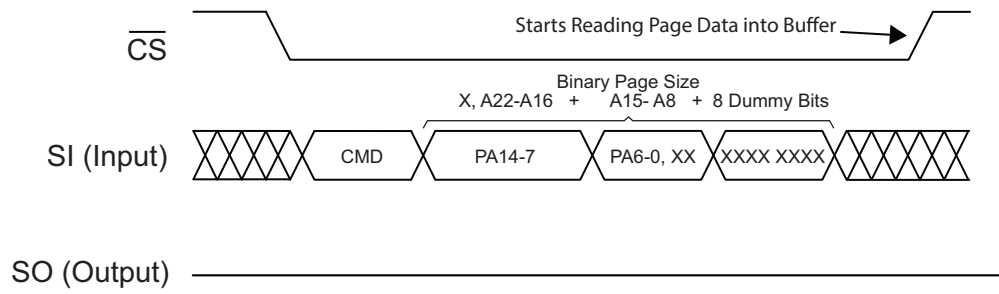 Starts Reading Page Data into Buffer
CS
Binary Page Size
X, A22-A16 + A15- A8 + 8 Dummy Bits
SI (Input) CMD PA14-7 PA6-0, XX XXXX XXXX
SO (Output)